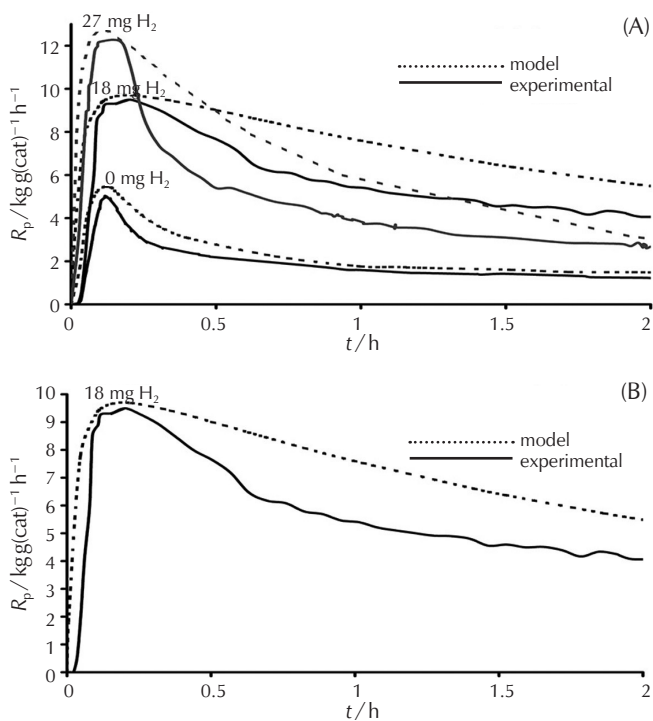 27 mg H₂
(A)
12
model
experimental
18 mg H₂
10
8
0 mg H₂
6
4
2
0
Rₚ / kg g(cat)⁻¹ h⁻¹
0
0.5
1
1.5
2
t / h
18 mg H₂
(B)
10
9
model
experimental
8
7
6
5
4
3
2
1
0
Rₚ / kg g(cat)⁻¹ h⁻¹
0
0.5
1
1.5
2
t / h